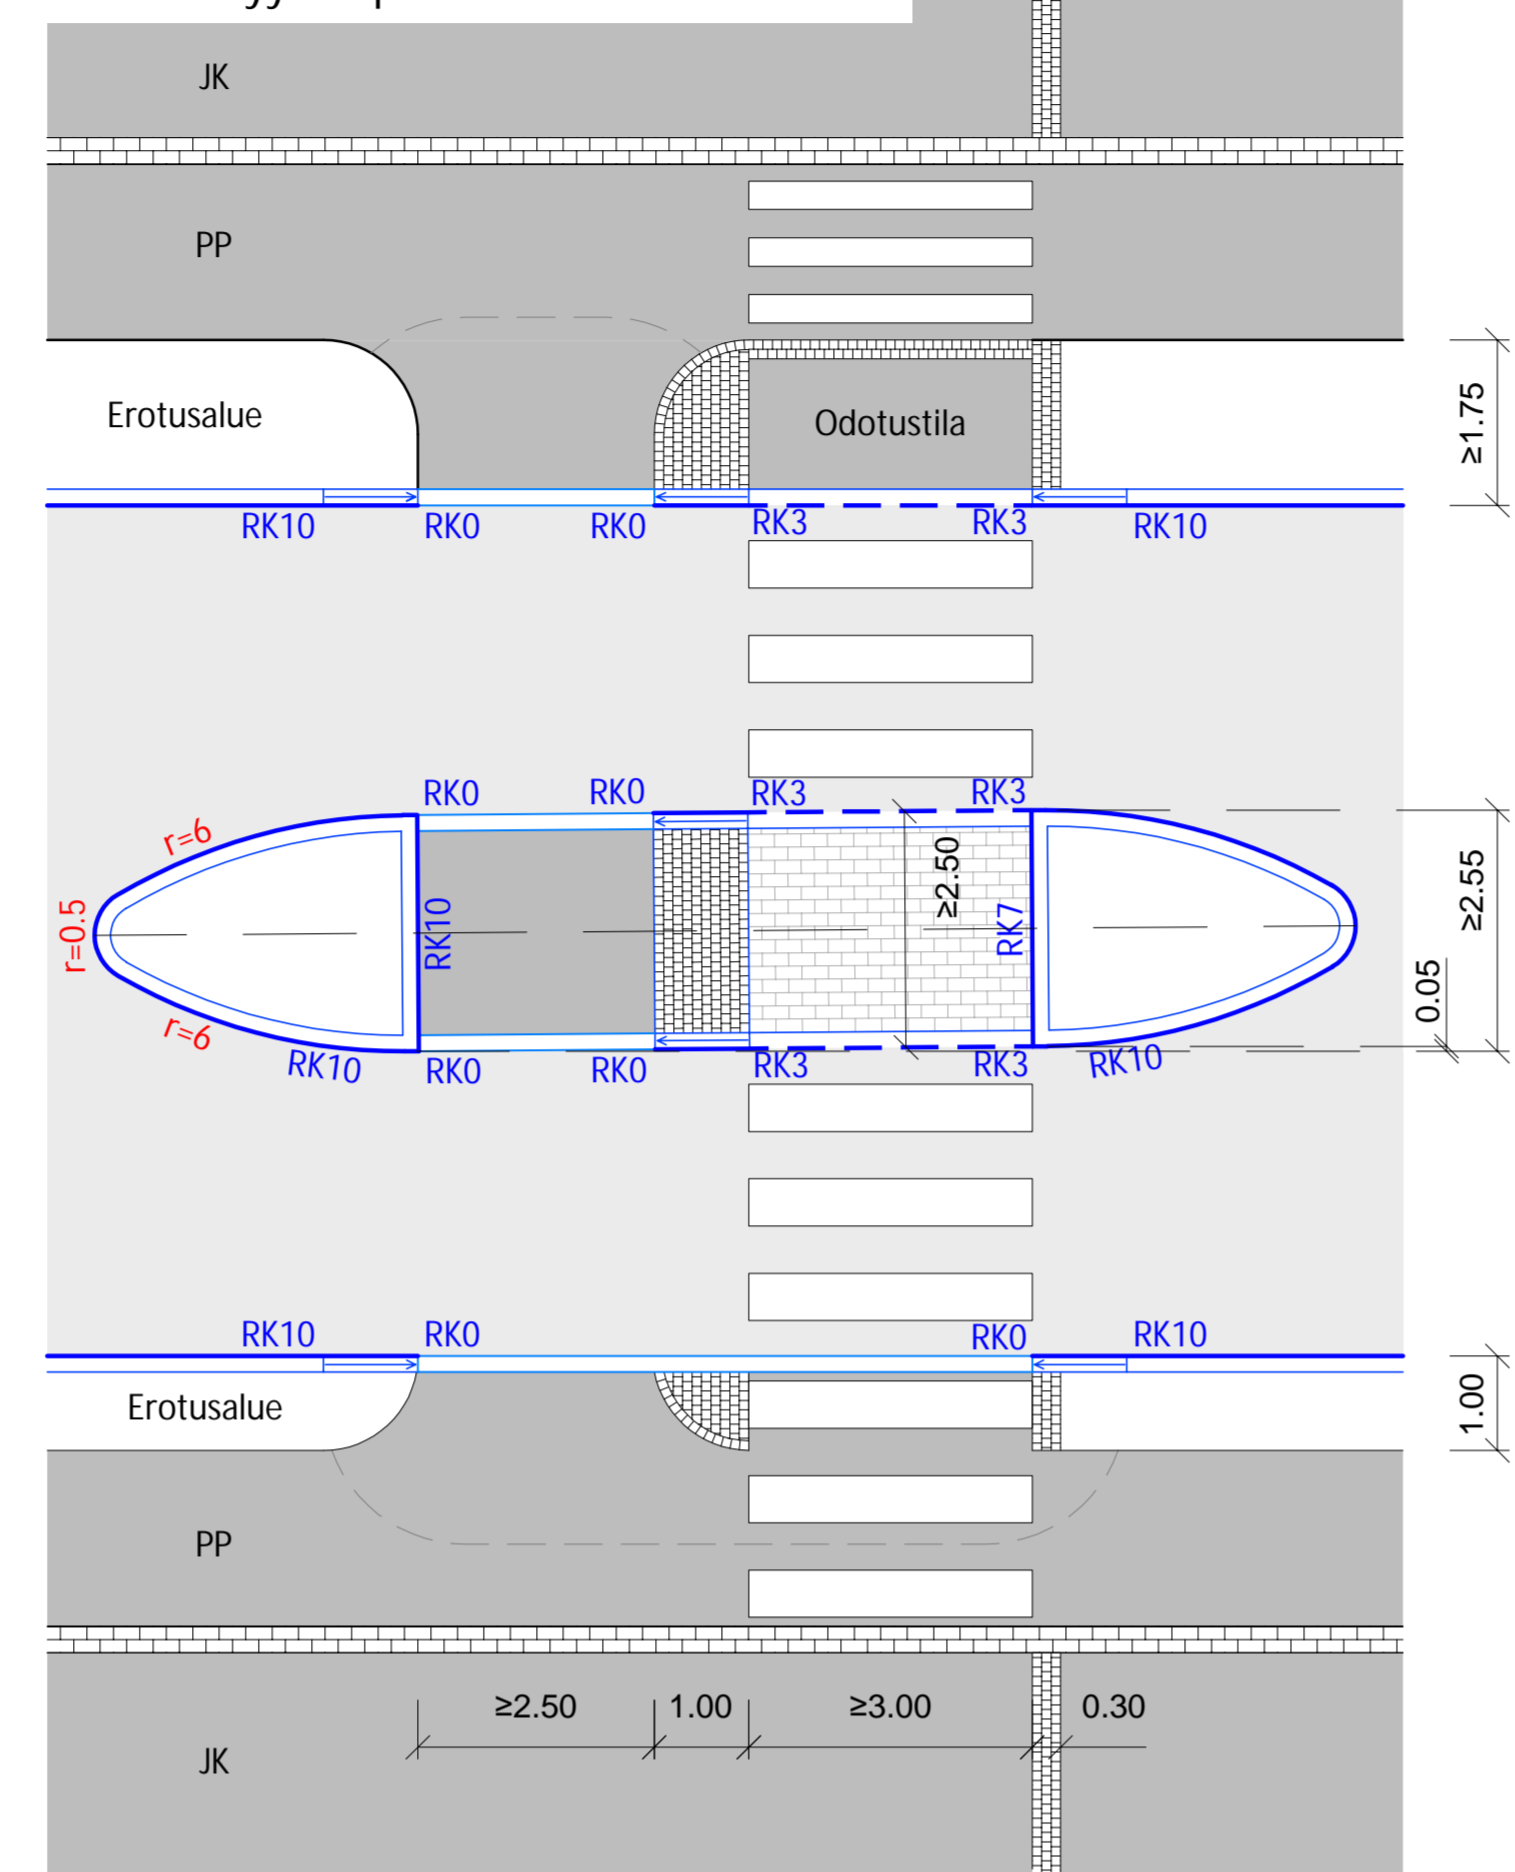 JK
PP
Erotusalue
Odotustila
≥1.75
RK10 RK0 RK0 RK3 RK3 RK10
RK0 RK0 RK3 RK3
r=6
r=0.5
r=6
RK10
≥2.50
RK7
≥2.55
0.05
RK10 RK0 RK0 RK3 RK3 RK10
RK10 RK0 RK0 RK10
Erotusalue
1.00
PP
≥2.50 1.00 ≥3.00 0.30
JK